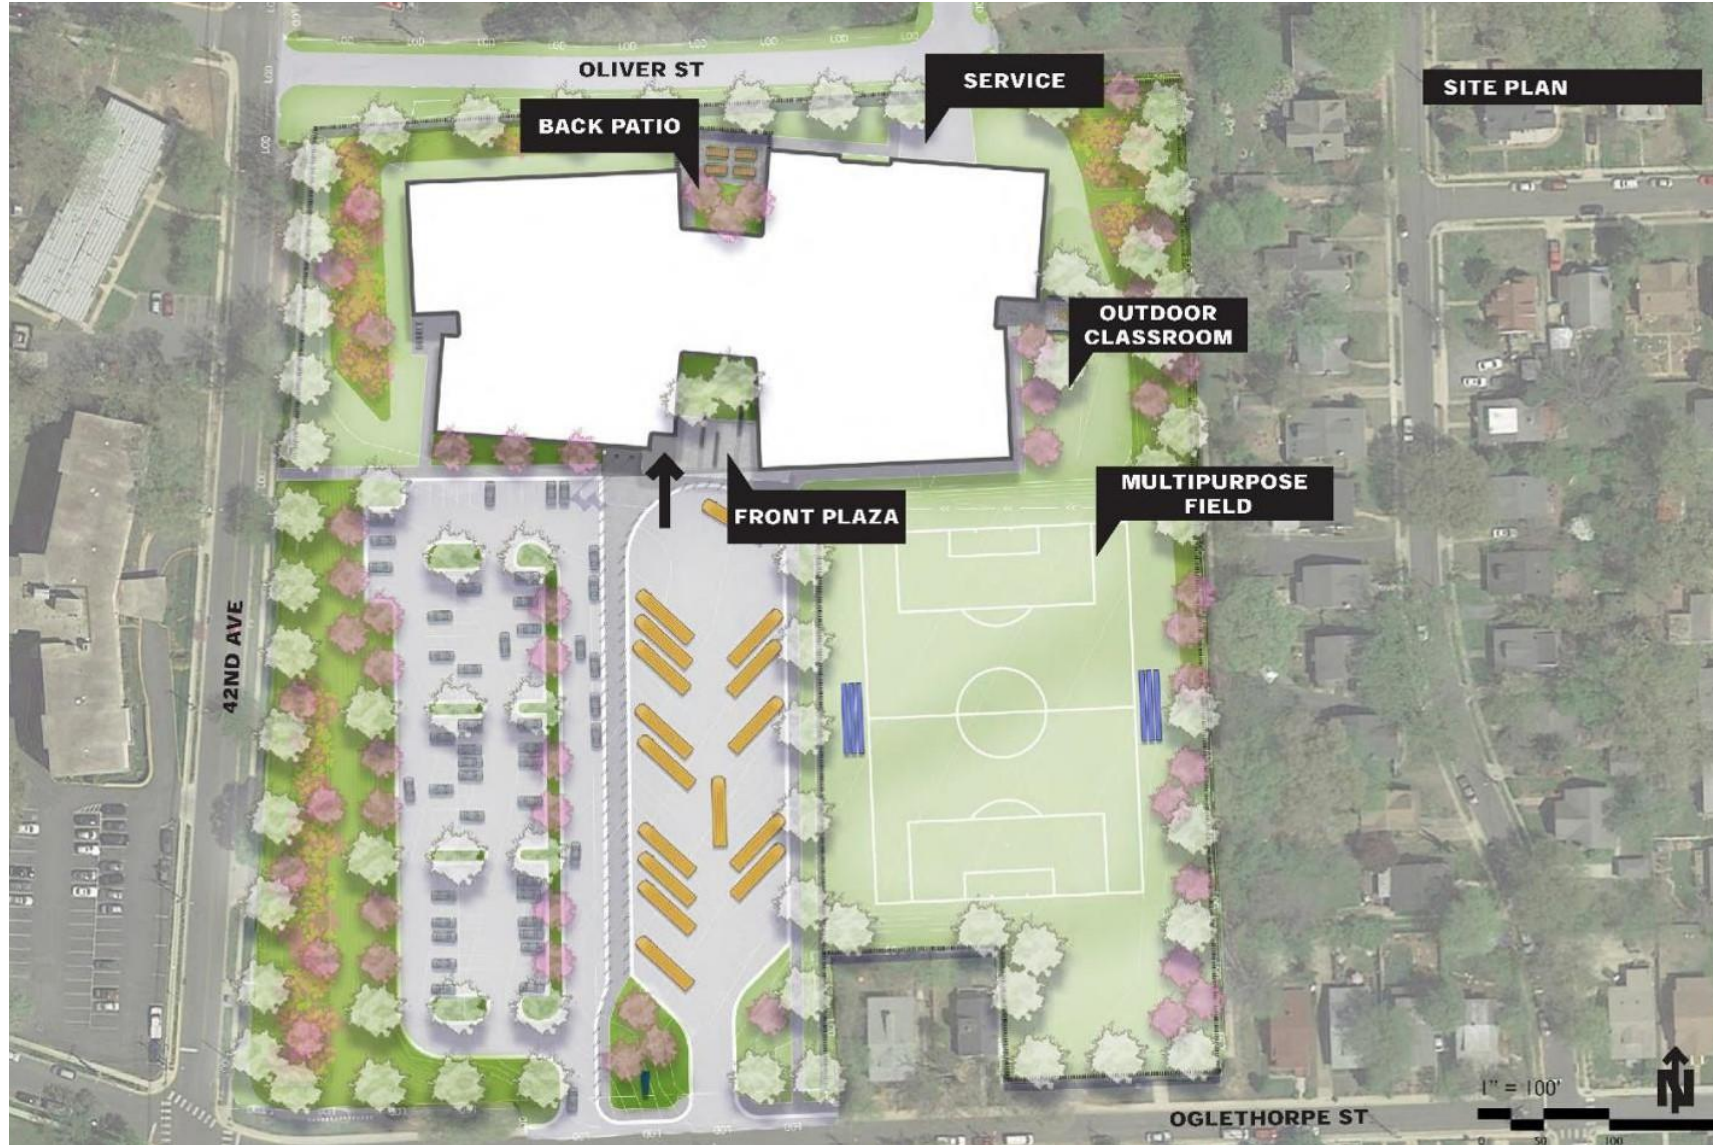 OLIVER ST
SERVICE
SITE PLAN
BACK PATIO
OUTDOOR
CLASSROOM
MULTIPURPOSE
FIELD
FRONT PLAZA
42ND AVE
1" = 100'
N
OGLETHORPE ST
0 50 100